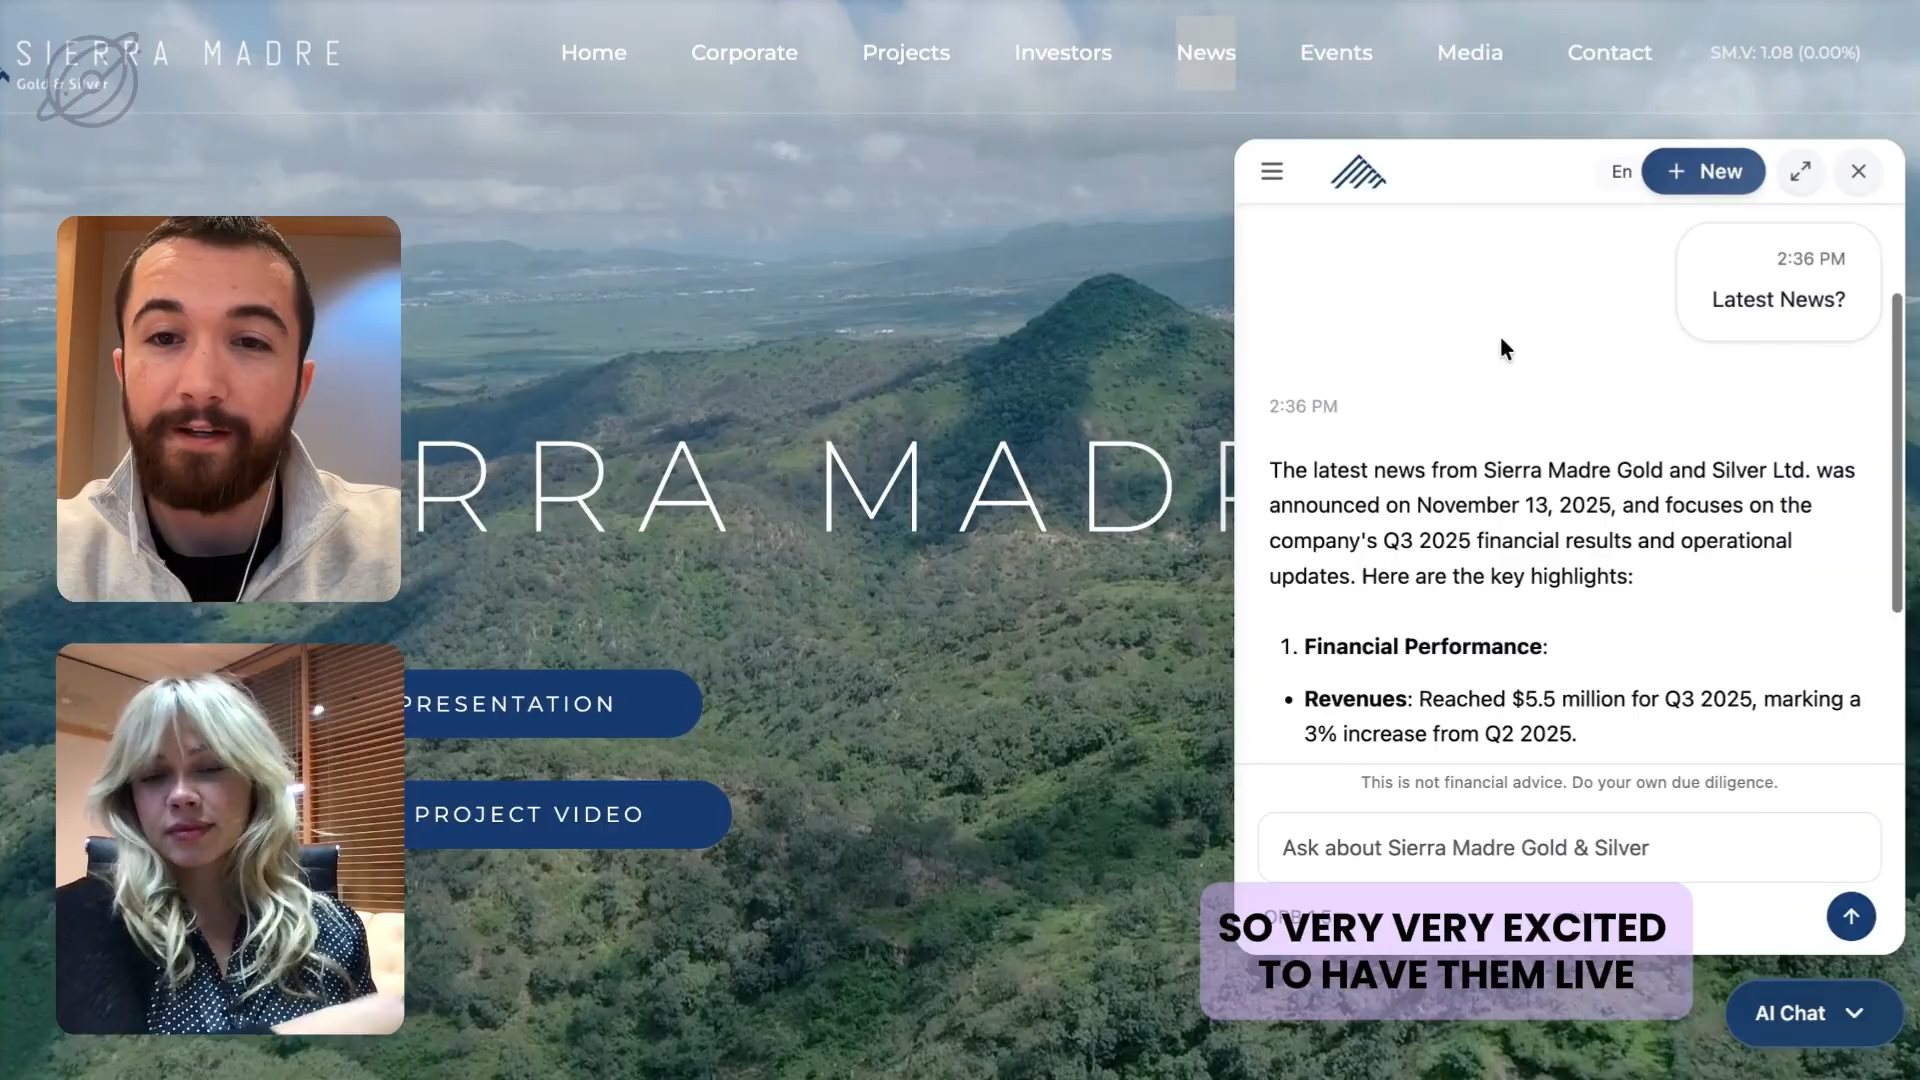 SIERRA MADRE
Gold & Silver
Home
Corporate
Projects
Investors
News
Events
Media
Contact
SM.V: 1.08 (0.00%)
En
+ New
2:36 PM
Latest News?
2:36 PM
The latest news from Sierra Madre Gold and Silver Ltd. was
announced on November 13, 2025, and focuses on the
company's Q3 2025 financial results and operational
updates. Here are the key highlights:
1. Financial Performance:
• Revenues: Reached $5.5 million for Q3 2025, marking a
3% increase from Q2 2025.
This is not financial advice. Do your own due diligence.
Ask about Sierra Madre Gold & Silver
RRA MADR
PRESENTATION
PROJECT VIDEO
SO VERY VERY EXCITED
TO HAVE THEM LIVE
AI Chat